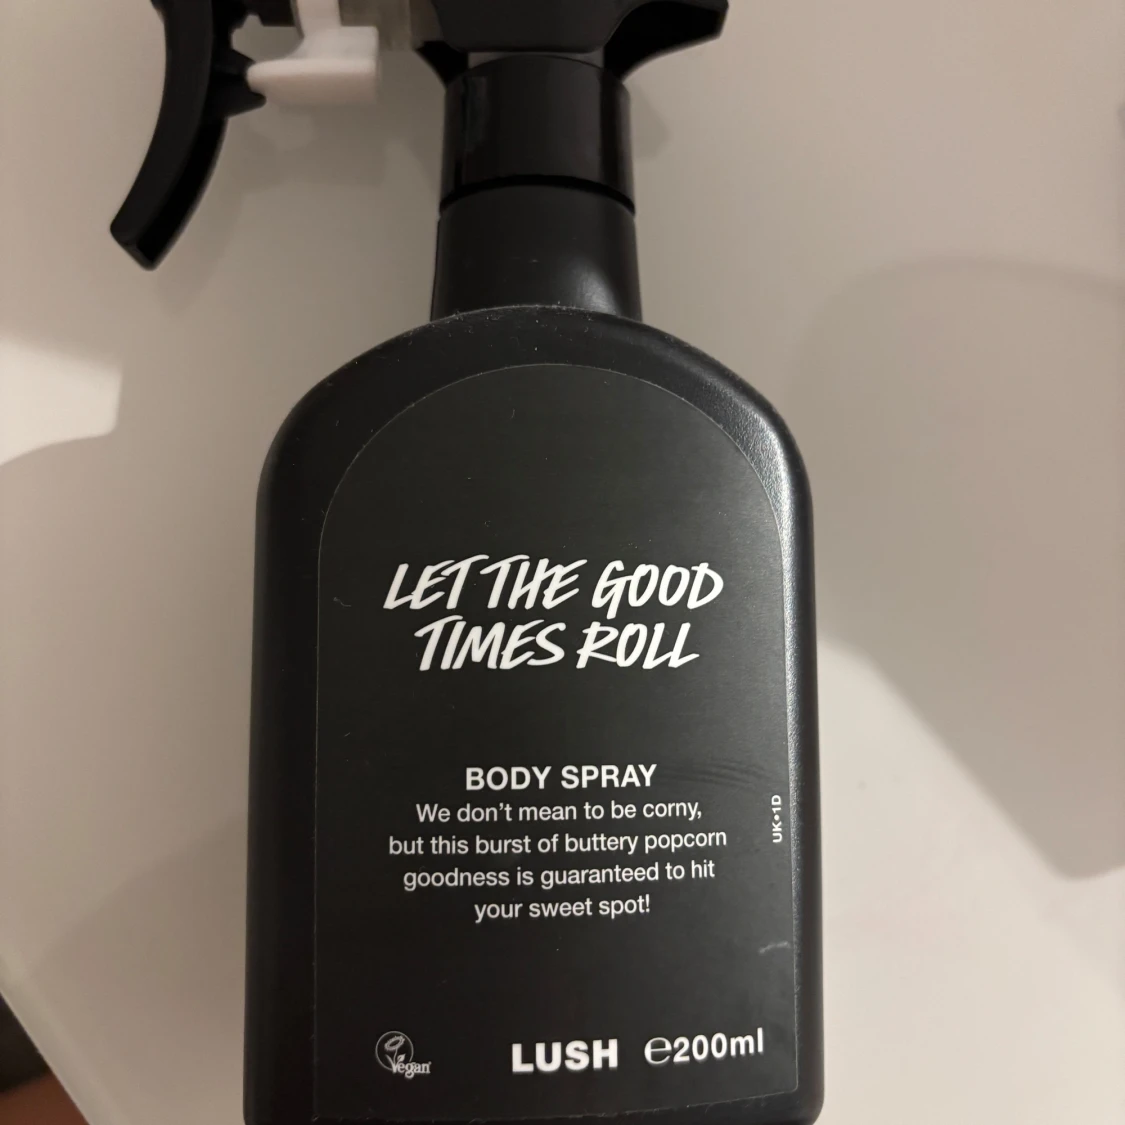 LET THE GOOD
TIMES ROLL
BODY SPRAY
We don't mean to be corny,
but this burst of buttery popcorn
goodness is guaranteed to hit
your sweet spot!
UK•1D
Vegan
LUSH ℮200ml